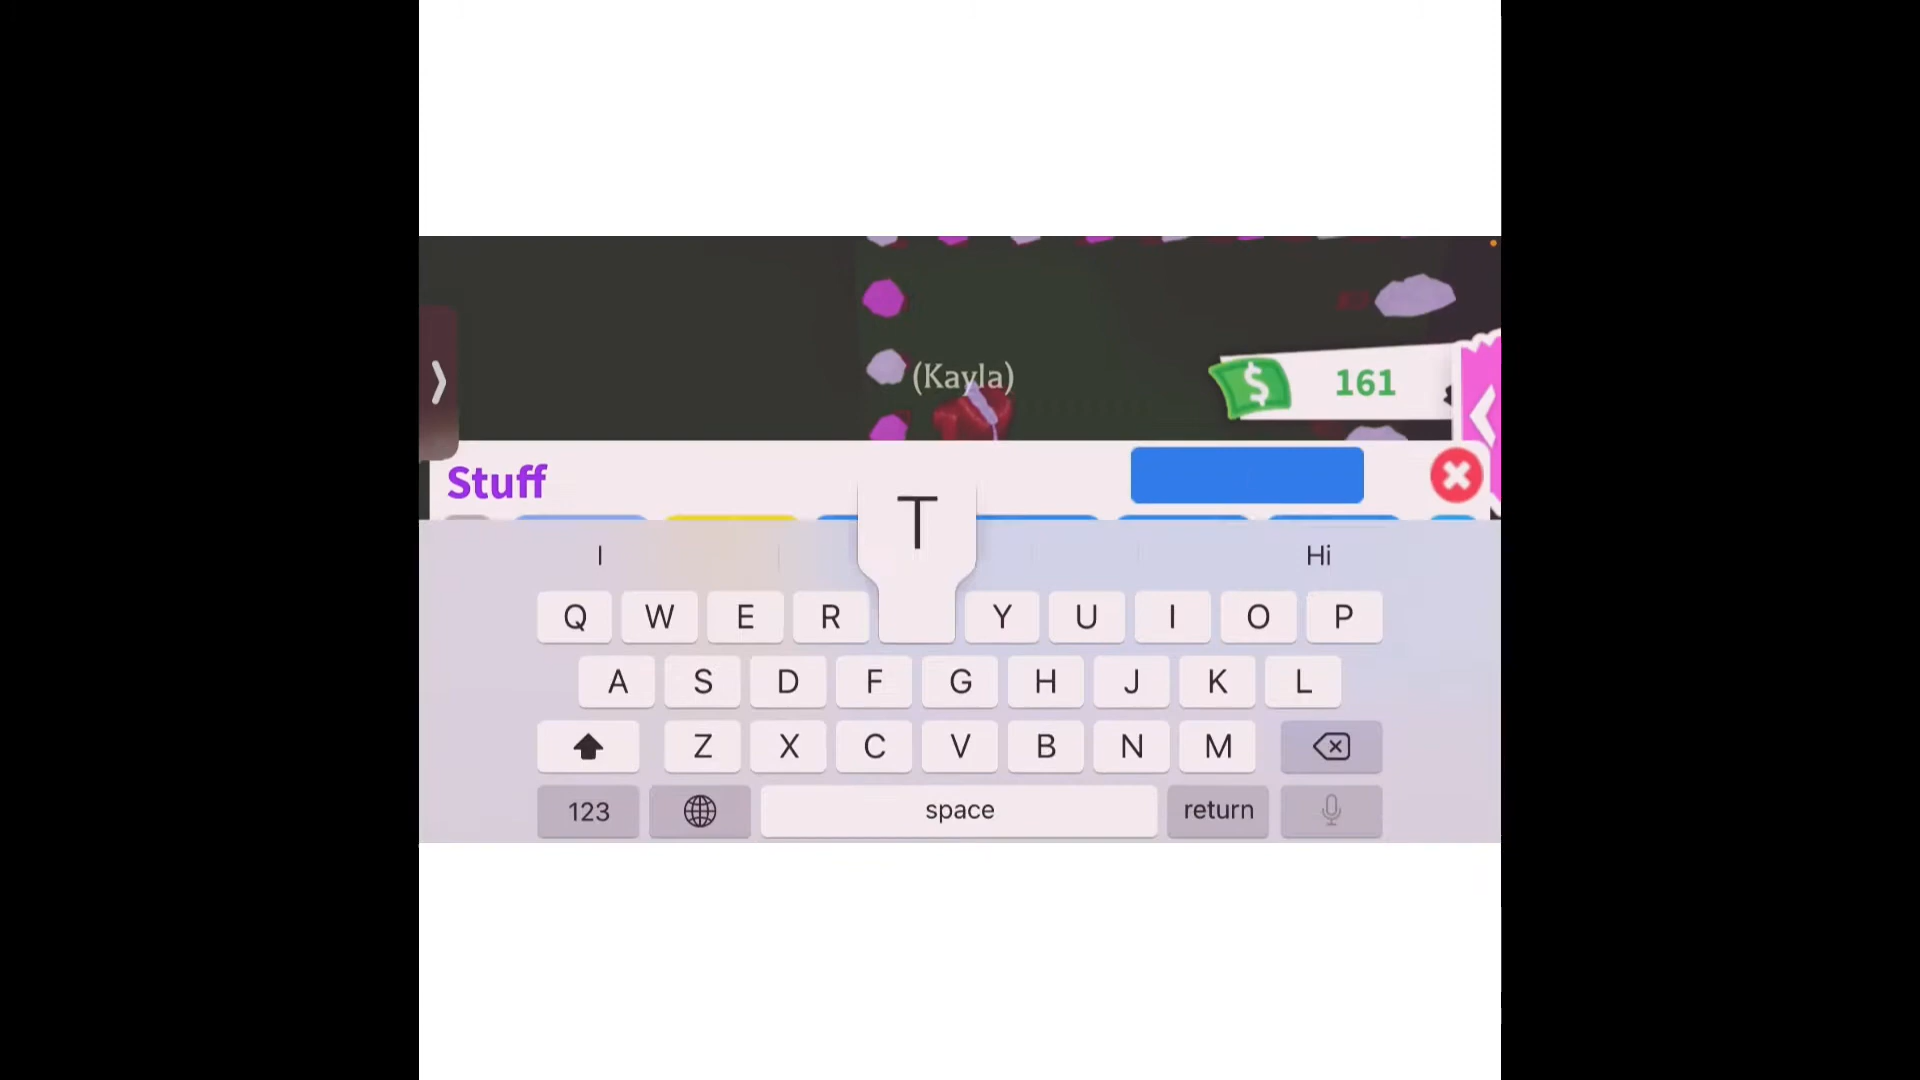 (Kayla)
$ 161
Stuff
T
I Hi
Q W E R Y U I O P
A S D F G H J K L
Z X C V B N M
123 space return